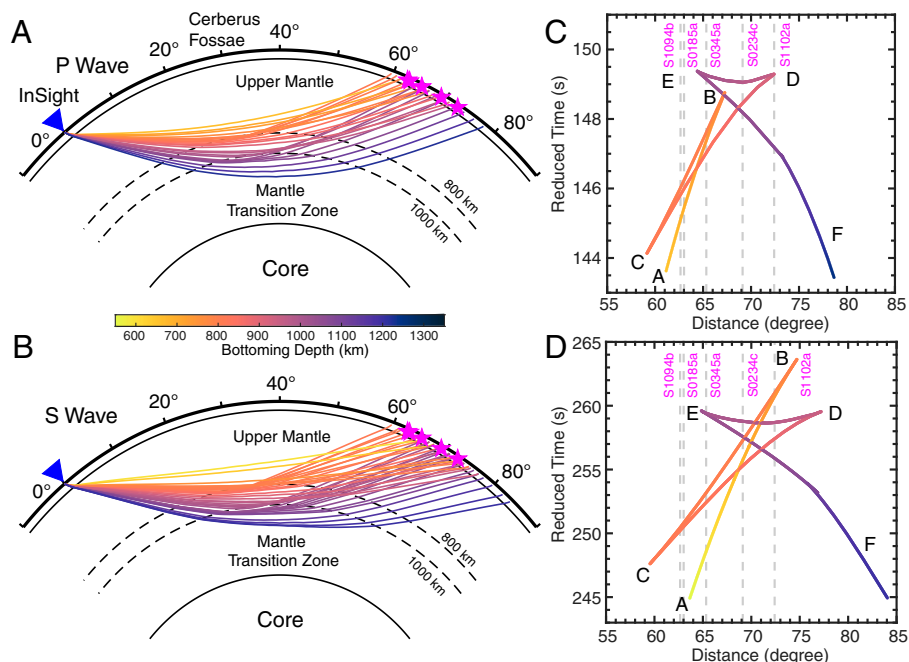 A
P Wave
InSight
0°
20°
Cerberus
Fossae
40°
60°
80°
Upper Mantle
800 km
1000 km
Mantle
Transition Zone
Core
600 700 800 900 1000 1100 1200 1300
Bottoming Depth (km)
B
S Wave
0°
20°
40°
60°
80°
Upper Mantle
800 km
1000 km
Mantle
Transition Zone
Core
C
S1094b
S0185a
S0345a
S0234c
S1102a
150
148
146
144
Reduced Time (s)
E
B
D
C
A
F
55 60 65 70 75 80 85
Distance (degree)
D
S1094b
S0185a
S0345a
S0234c
S1102a
265
260
255
250
245
Reduced Time (s)
B
E
D
C
A
F
55 60 65 70 75 80 85
Distance (degree)